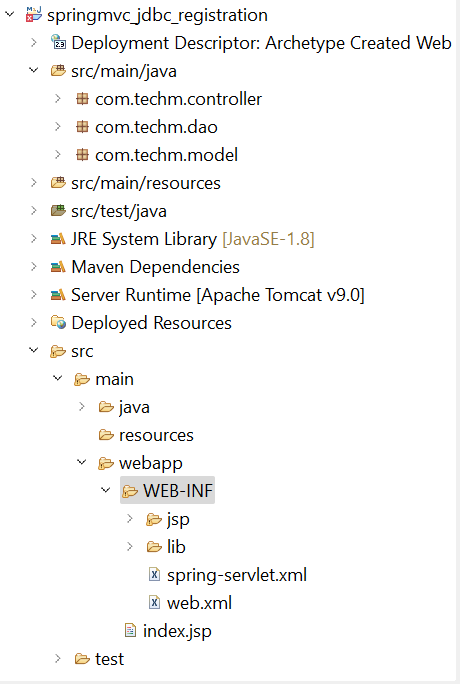 springmvc_jdbc_registration
Deployment Descriptor: Archetype Created Web
src/main/java
com.techm.controller
com.techm.dao
com.techm.model
src/main/resources
src/test/java
JRE System Library [JavaSE-1.8]
Maven Dependencies
Server Runtime [Apache Tomcat v9.0]
Deployed Resources
src
main
java
resources
webapp
WEB-INF
jsp
lib
spring-servlet.xml
web.xml
index.jsp
test